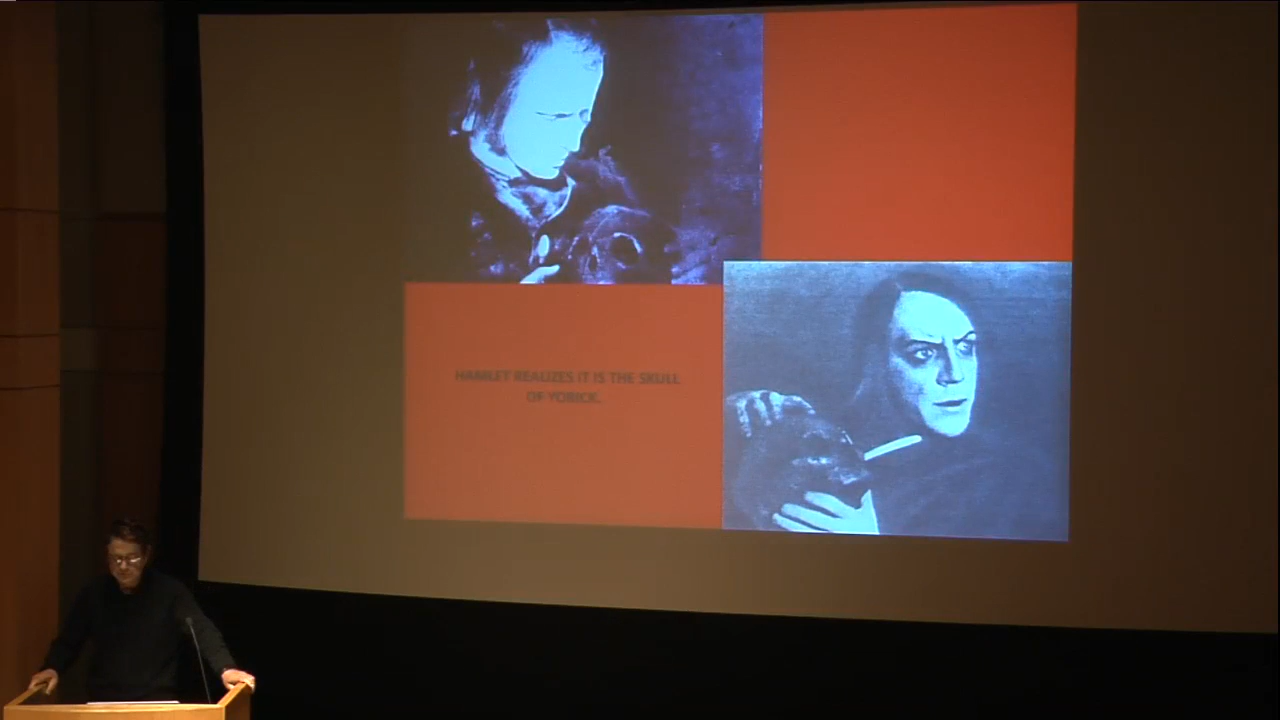 HAMLET REALIZES IT IS THE SKULL
OF YORICK.